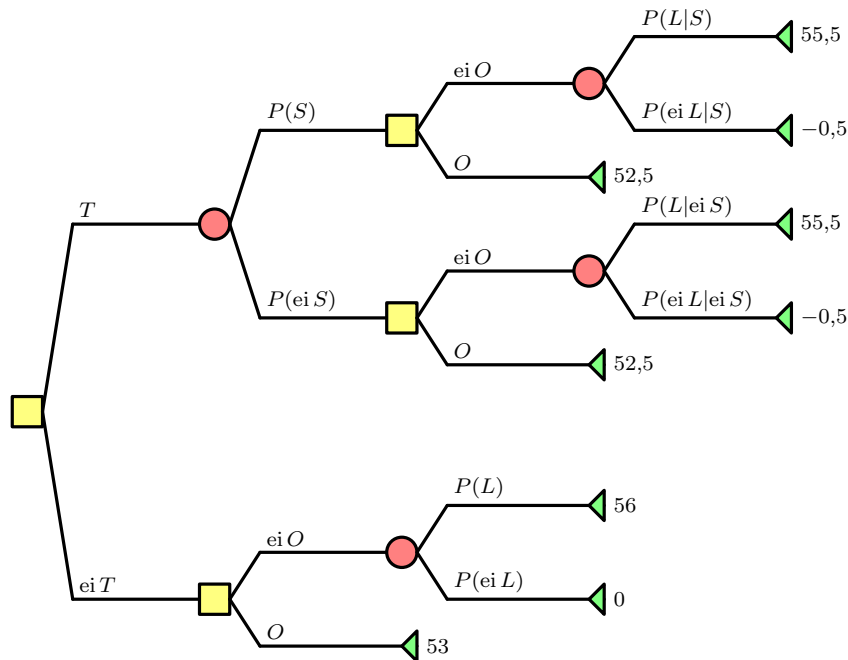 P(L|S)
55,5
ei O
P(S)
P(ei L|S)
−0,5
O
52,5
T
P(L|ei S)
55,5
ei O
P(ei S)
P(ei L|ei S)
−0,5
O
52,5
P(L)
56
ei O
ei T
P(ei L)
0
O
53